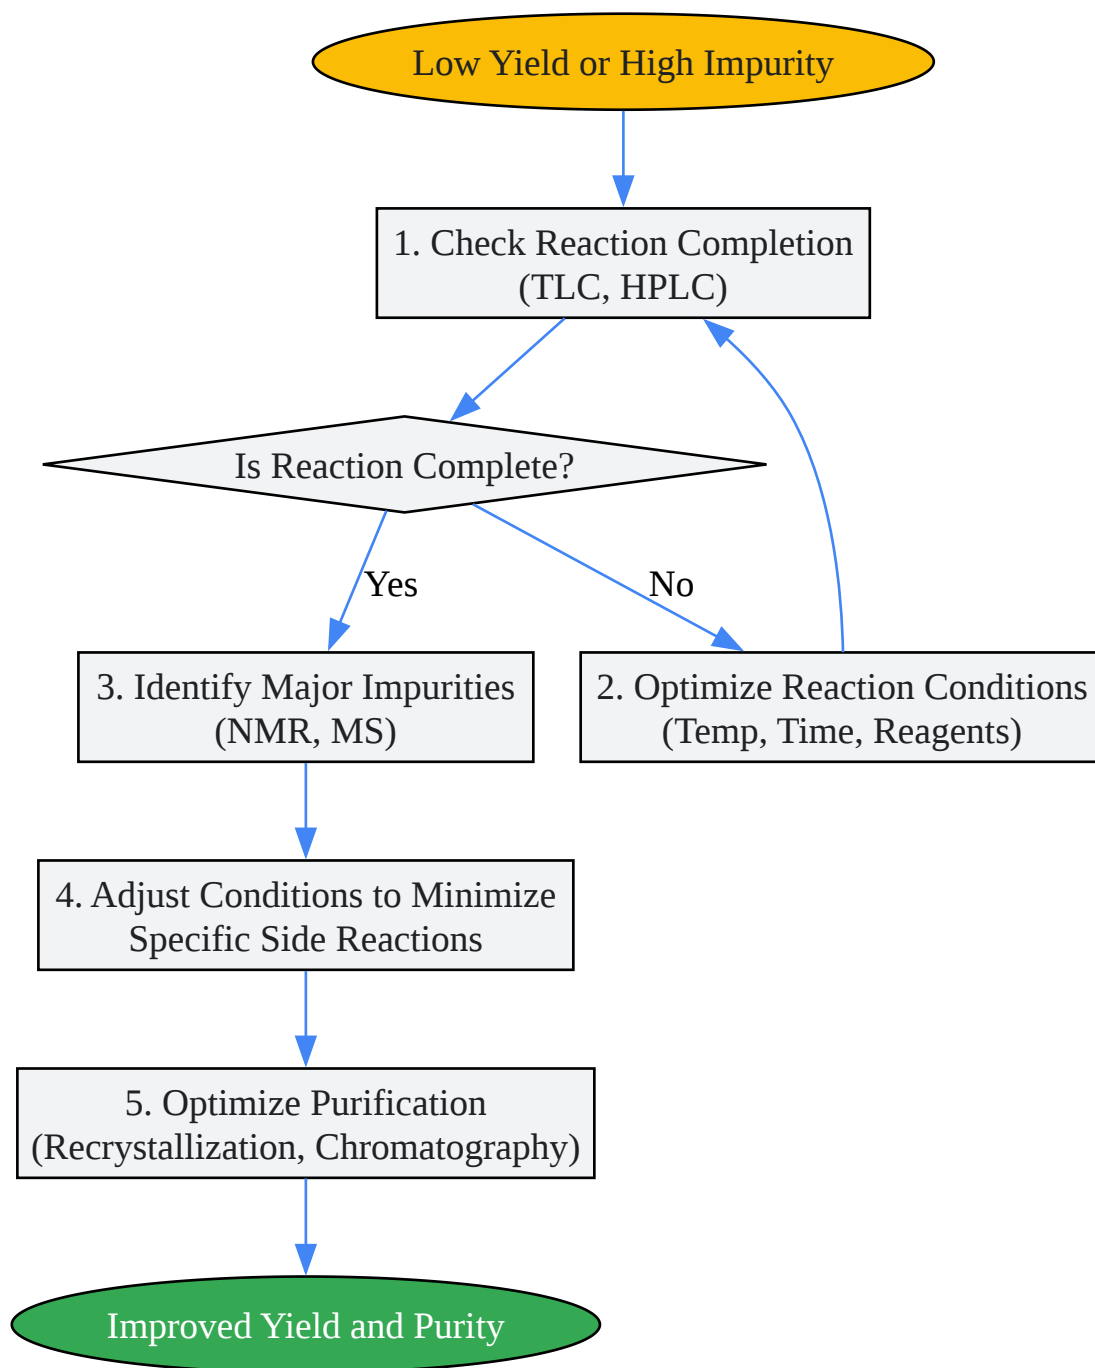 Low Yield or High Impurity
1. Check Reaction Completion
(TLC, HPLC)
Is Reaction Complete?
Yes
No
3. Identify Major Impurities
(NMR, MS)
2. Optimize Reaction Conditions
(Temp, Time, Reagents)
4. Adjust Conditions to Minimize
Specific Side Reactions
5. Optimize Purification
(Recrystallization, Chromatography)
Improved Yield and Purity